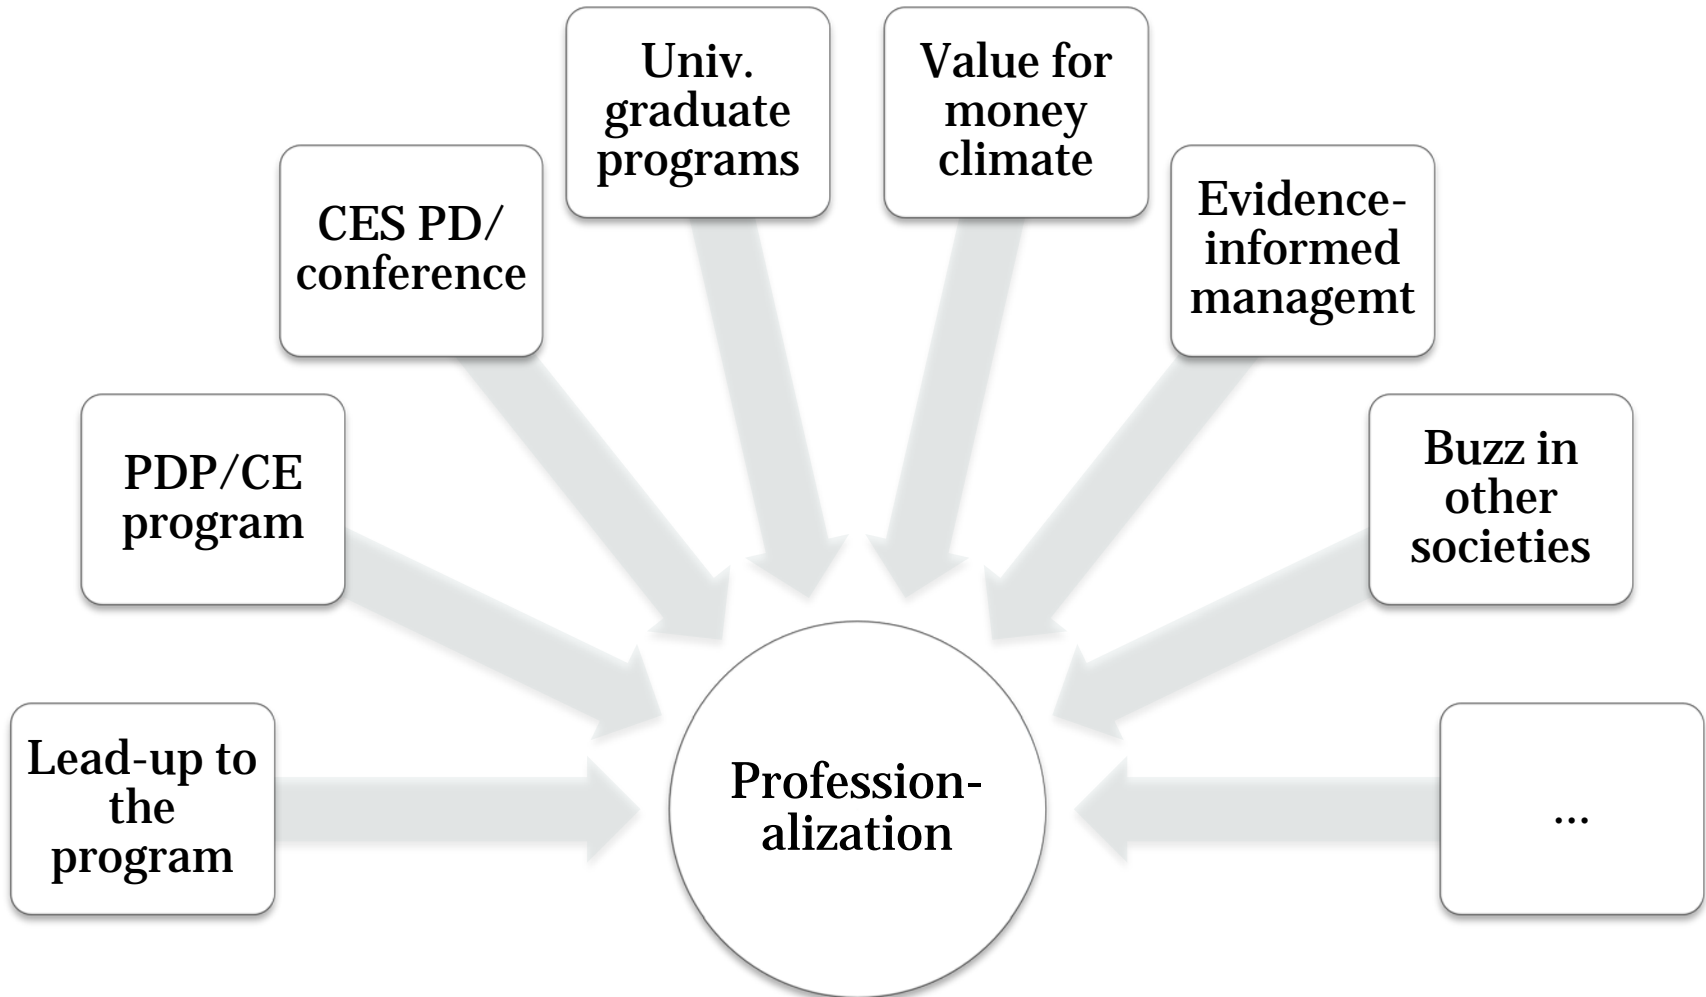 Lead-up to
the
program
PDP/CE
program
CES PD/
conference
Univ.
graduate
programs
Value for
money
climate
Evidence-
informed
managemt
Buzz in
other
societies
...
Profession-
alization